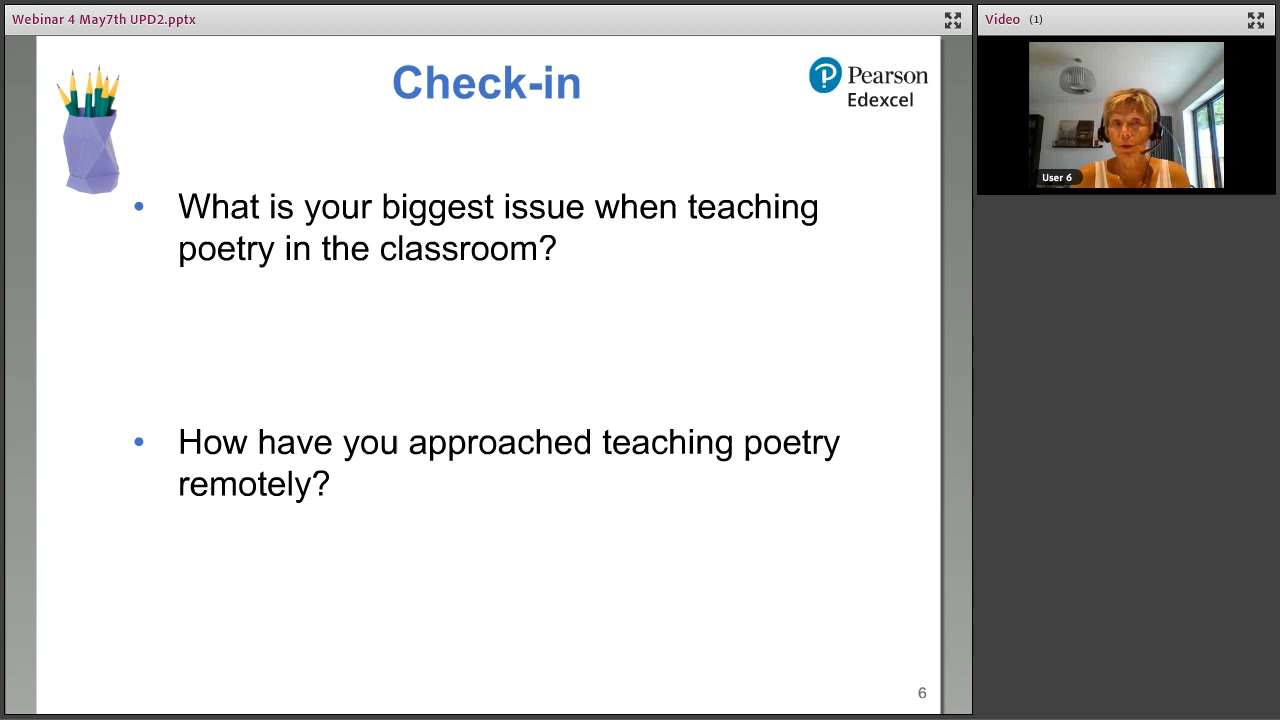 Webinar 4 May7th UPD2.pptx
Video (1)
Check-in
Pearson
Edexcel
User 6
• What is your biggest issue when teaching
poetry in the classroom?
• How have you approached teaching poetry
remotely?
6